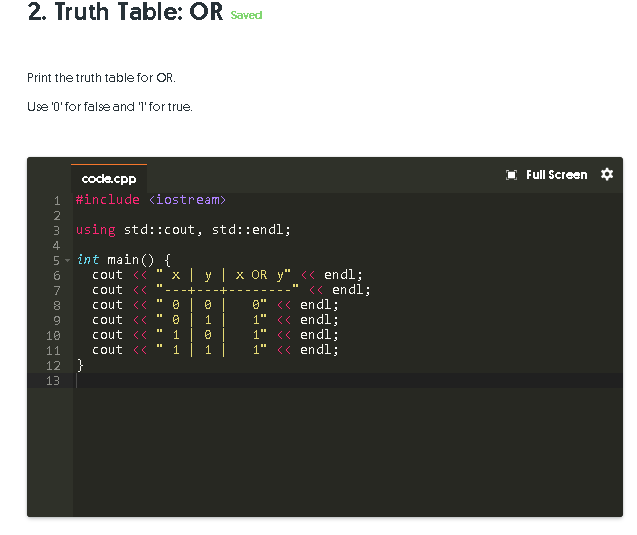 2. Truth Table: OR Saved
Print the truth table for OR.
Use '0' for false and '1' for true.
code.cpp Full Screen
1 #include <iostream>
2
3 using std::cout, std::endl;
4
5 int main() {
6 cout << " x | y | x OR y" << endl;
7 cout << "---+---+--------" << endl;
8 cout << " 0 | 0 |   0" << endl;
9 cout << " 0 | 1 |   1" << endl;
10 cout << " 1 | 0 |   1" << endl;
11 cout << " 1 | 1 |   1" << endl;
12 }
13